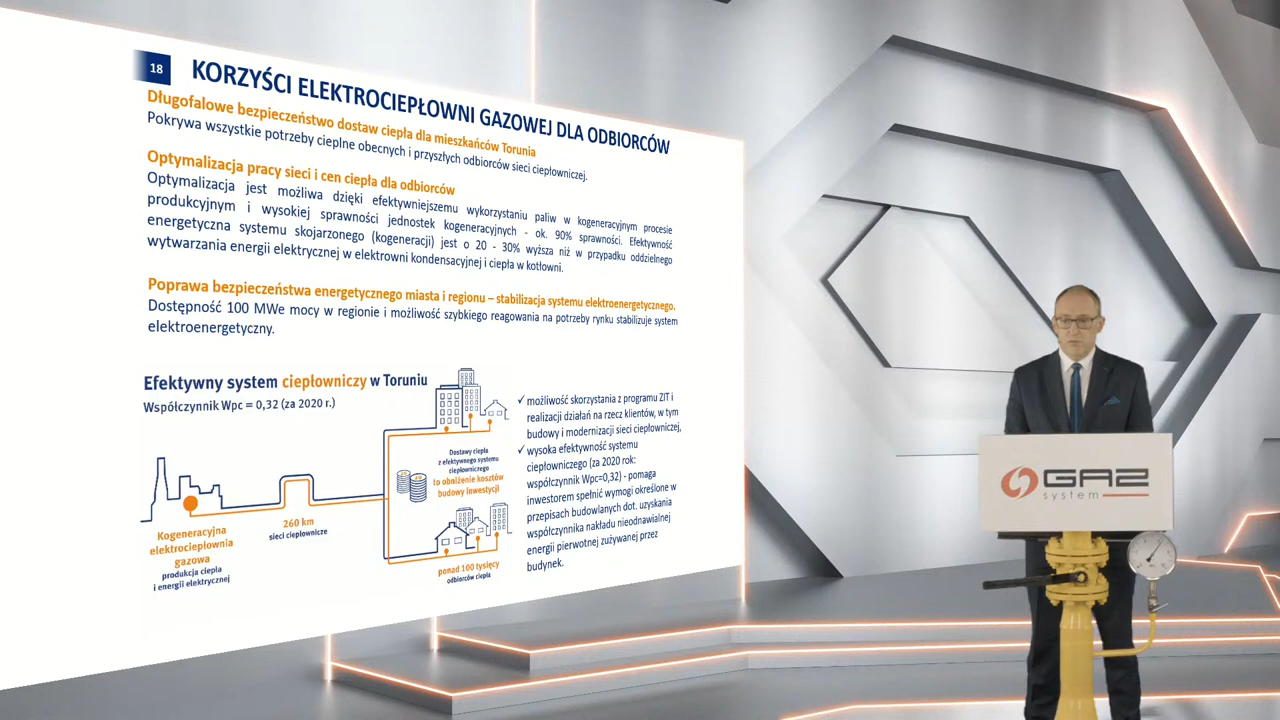 18
KORZYŚCI ELEKTROCIEPŁOWNI GAZOWEJ DLA ODBIORCÓW
Długofalowe bezpieczeństwo dostaw ciepła dla mieszkańców Torunia
Pokrywa wszystkie potrzeby cieplne obecnych i przyszłych odbiorców sieci ciepłowniczej.
Optymalizacja pracy sieci i cen ciepła dla odbiorców
Optymalizacja jest możliwa dzięki efektywniejszemu wykorzystaniu paliw w kogeneracyjnym procesie
produkcyjnym i wysokiej sprawności jednostek kogeneracyjnych - ok. 90% sprawności. Efektywność
energetyczna systemu skojarzonego (kogeneracji) jest o 20 - 30% wyższa niż w przypadku oddzielnego
wytwarzania energii elektrycznej w elektrowni kondensacyjnej i ciepła w kotłowni.
Poprawa bezpieczeństwa energetycznego miasta i regionu – stabilizacja systemu elektroenergetycznego.
Dostępność 100 MWe mocy w regionie i możliwość szybkiego reagowania na potrzeby rynku stabilizuje system
elektroenergetyczny.
Efektywny system ciepłowniczy w Toruniu
Współczynnik Wpc = 0,32 (za 2020 r.)
Kogeneracyjna
elektrociepłownia
gazowa
produkcja ciepła
i energii elektrycznej
260 km
sieci ciepłownicze
Dostawy ciepła
z efektywnego systemu
ciepłowniczego
to obniżenie kosztów
budowy inwestycji
ponad 100 tysięcy
odbiorców ciepła
✓ możliwość skorzystania z programu ZIT i
realizacji działań na rzecz klientów, w tym
budowy i modernizacji sieci ciepłowniczej,
✓ wysoka efektywność systemu
ciepłowniczego (za 2020 rok:
współczynnik Wpc=0,32) - pomaga
inwestorem spełnić wymogi określone w
przepisach budowlanych dot. uzyskania
współczynnika nakładu nieodnawialnej
energii pierwotnej zużywanej przez
budynek.
GAZ
system